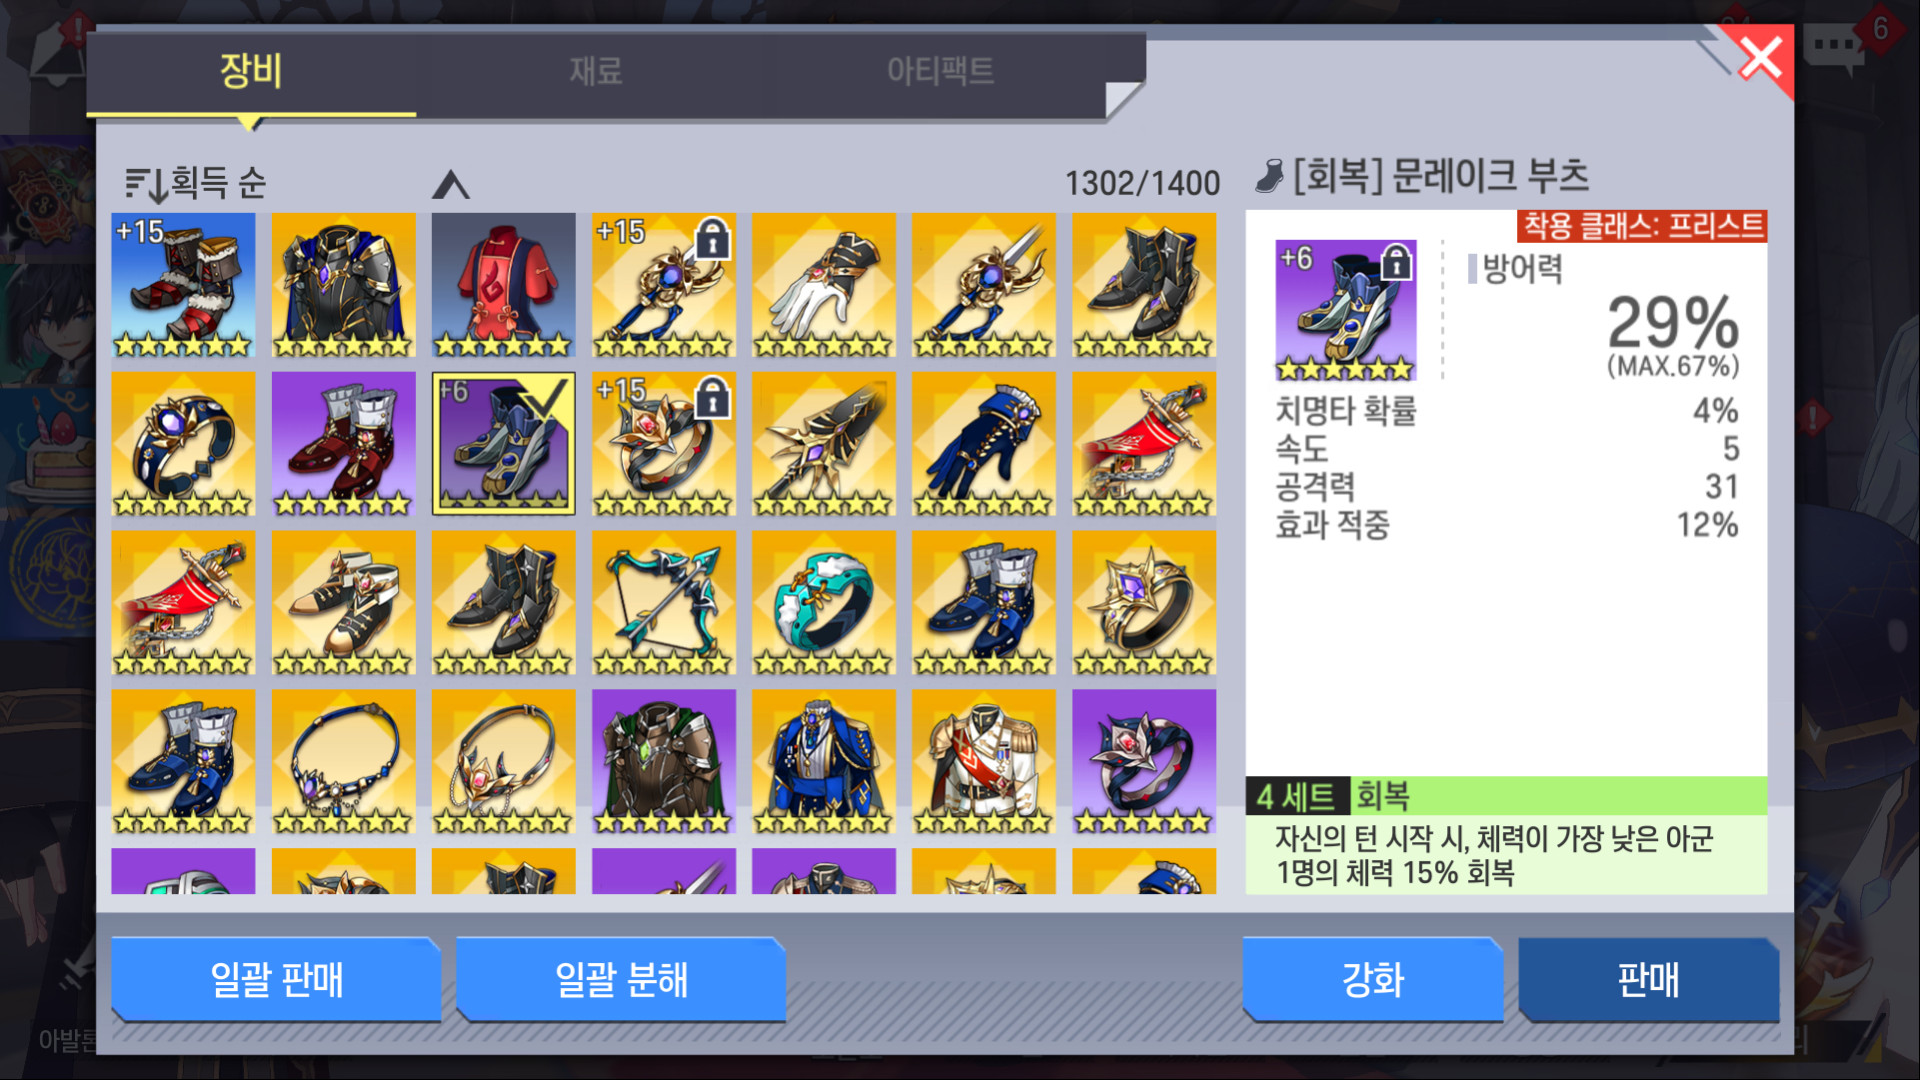 장비
재료
아티팩트
6
획득 순
1302/1400
[회복] 문레이크 부츠
착용 클래스: 프리스트
+6
방어력
29%
(MAX.67%)
치명타 확률 4%
속도 5
공격력 31
효과 적중 12%
4 세트 회복
자신의 턴 시작 시, 체력이 가장 낮은 아군
1명의 체력 15% 회복
+15
+15
+6
+15
일괄 판매
일괄 분해
강화
판매
아발론